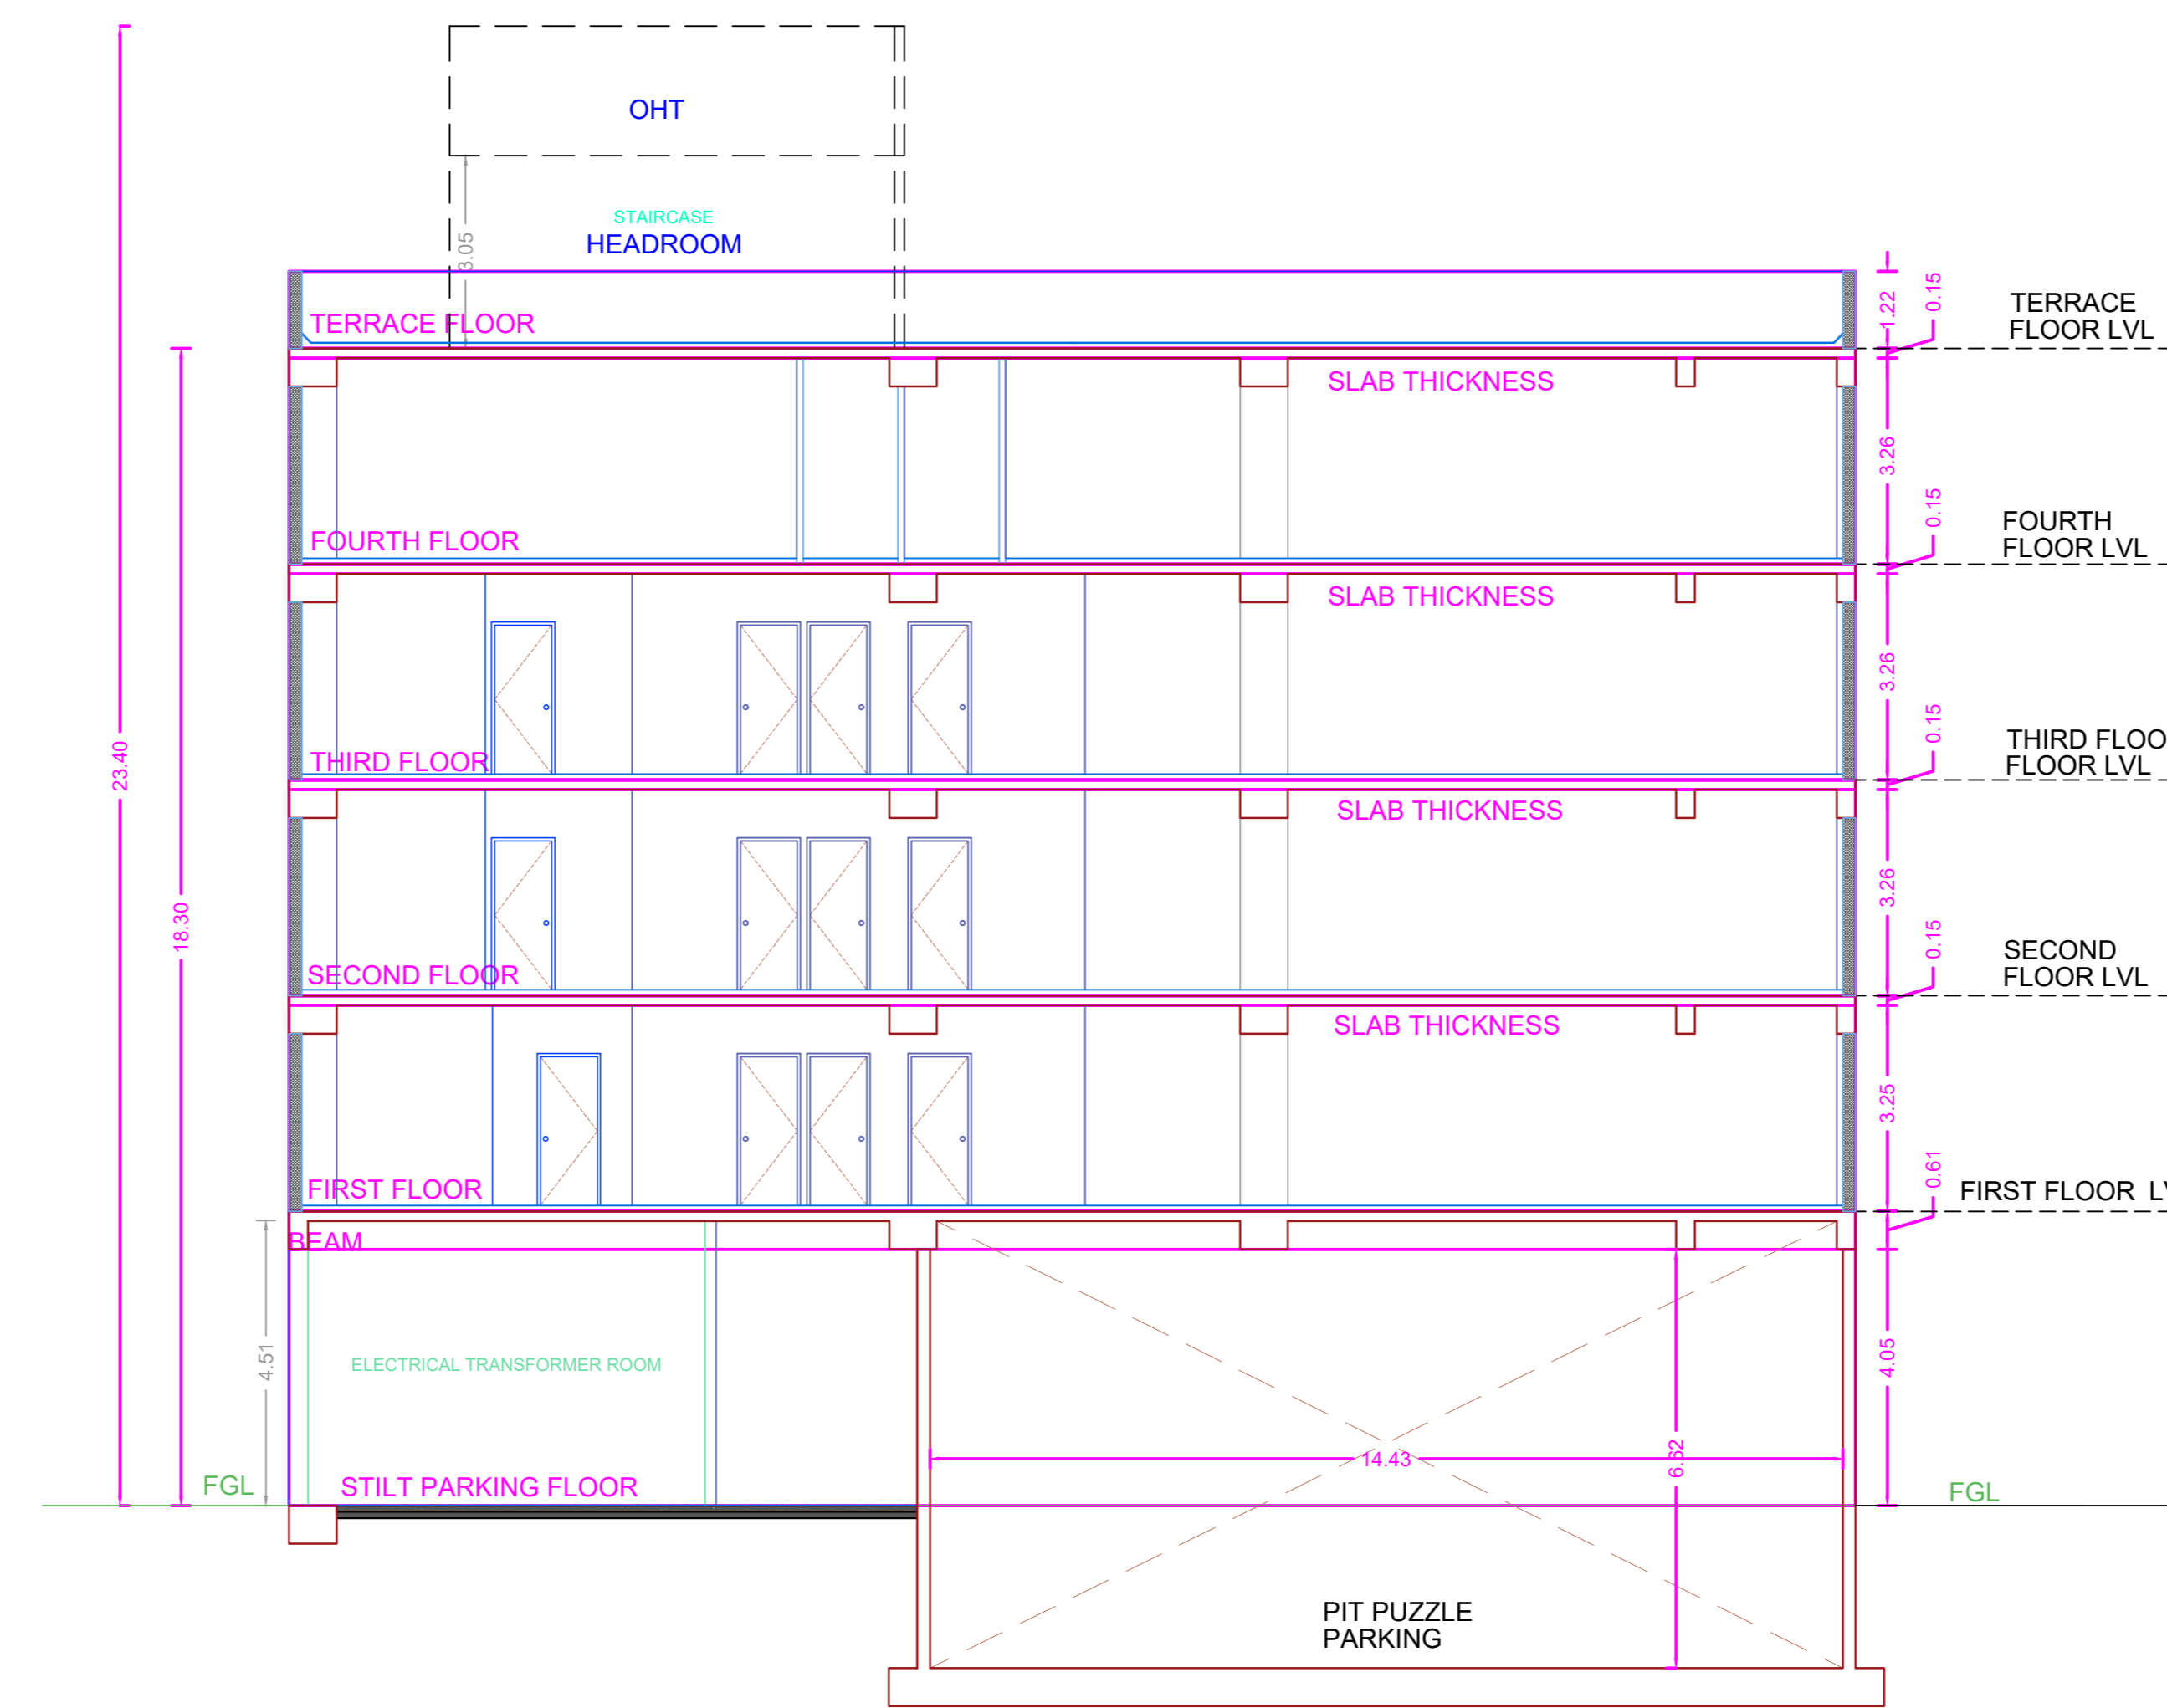 OHT
STAIRCASE
HEADROOM
3.05
TERRACE FLOOR
1.22
0.15
TERRACE
FLOOR LVL
SLAB THICKNESS
3.26
FOURTH FLOOR
0.15
FOURTH
FLOOR LVL
SLAB THICKNESS
3.26
23.40
THIRD FLOOR
0.15
THIRD FLOO
FLOOR LVL
SLAB THICKNESS
3.26
18.30
SECOND FLOOR
0.15
SECOND
FLOOR LVL
SLAB THICKNESS
3.25
FIRST FLOOR
0.61
FIRST FLOOR LV
BEAM
4.51
ELECTRICAL TRANSFORMER ROOM
4.05
14.43
6.62
FGL
STILT PARKING FLOOR
FGL
PIT PUZZLE
PARKING